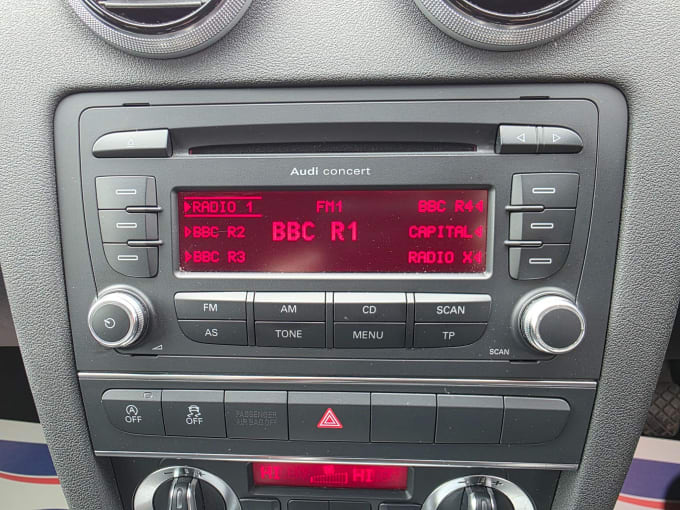 Audi concert
RADIO 1 FM1 BBC R4
BBC R2 BBC R1 CAPITAL
BBC R3 RADIO X
FM AM CD SCAN
AS TONE MENU TP
SCAN
OFF OFF PASSENGER AIR BAG OFF
HI HI